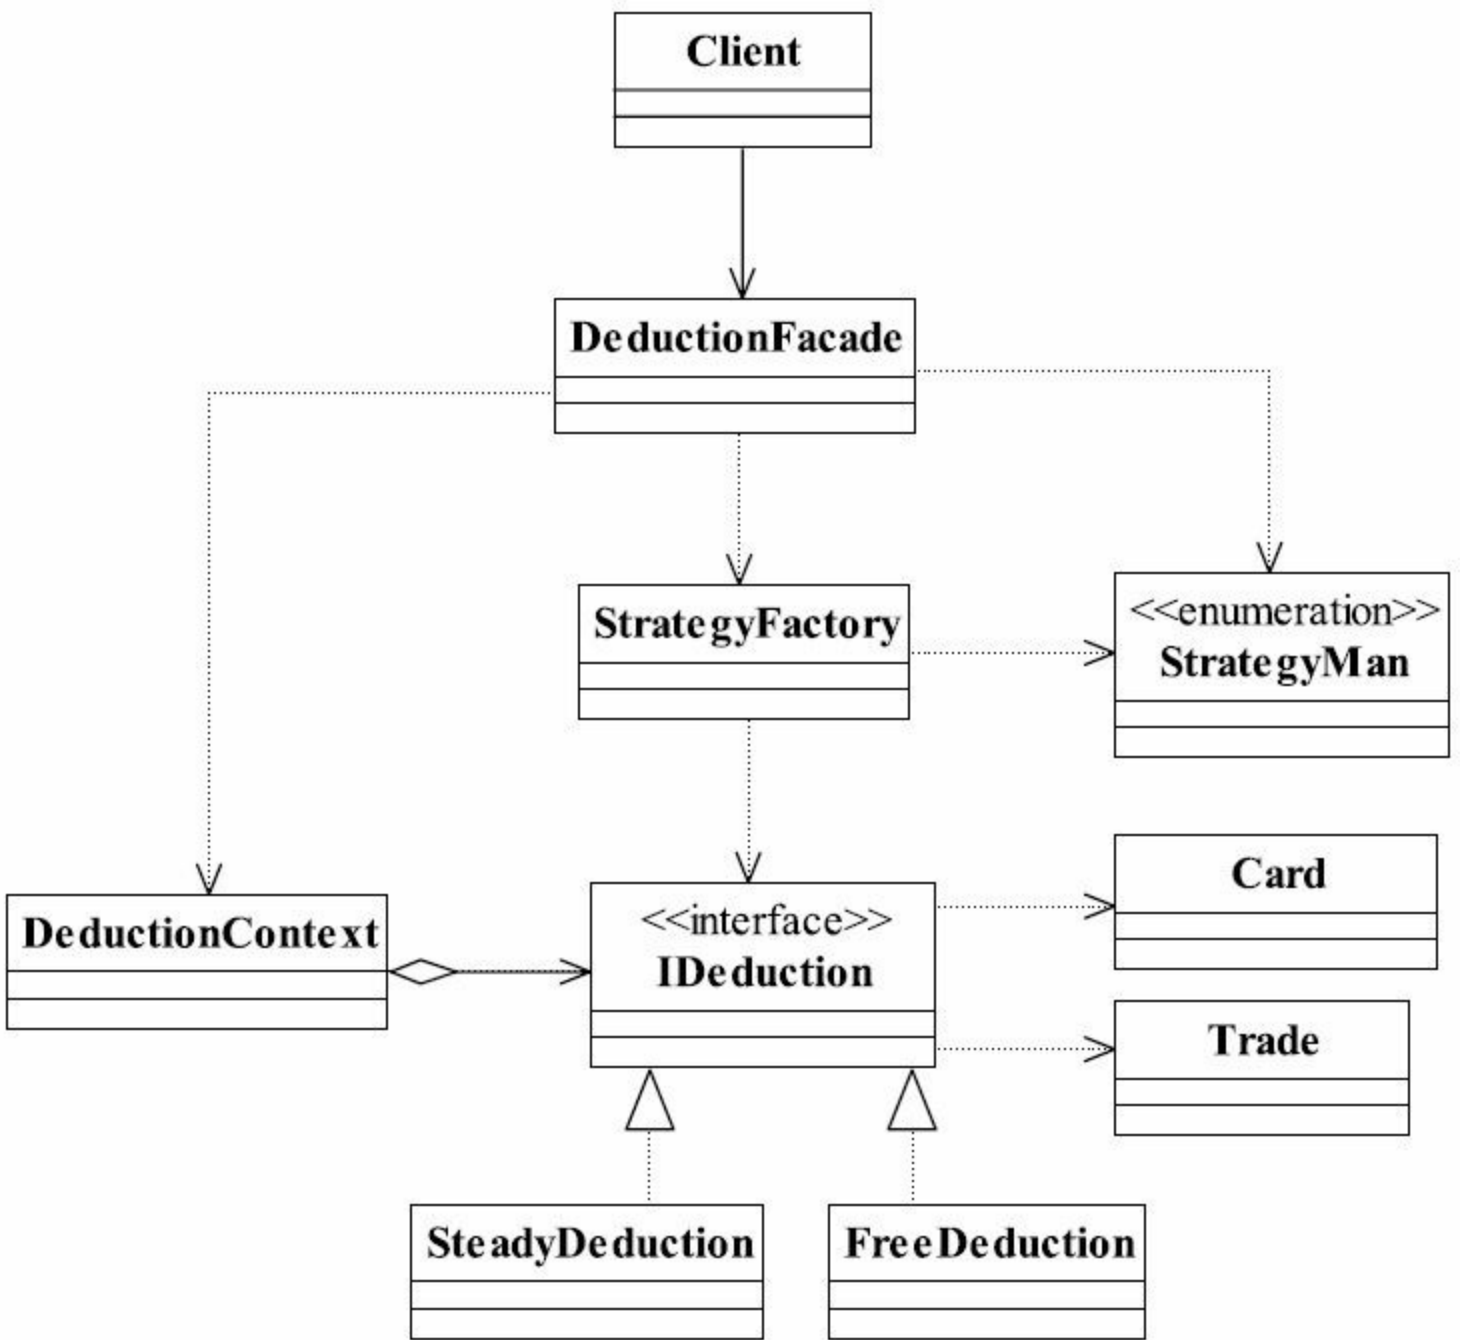 Client
DeductionFacade
StrategyFactory
<<enumeration>>
StrategyMan
Card
DeductionContext
<<interface>>
IDeduction
Trade
SteadyDeduction
FreeDeduction